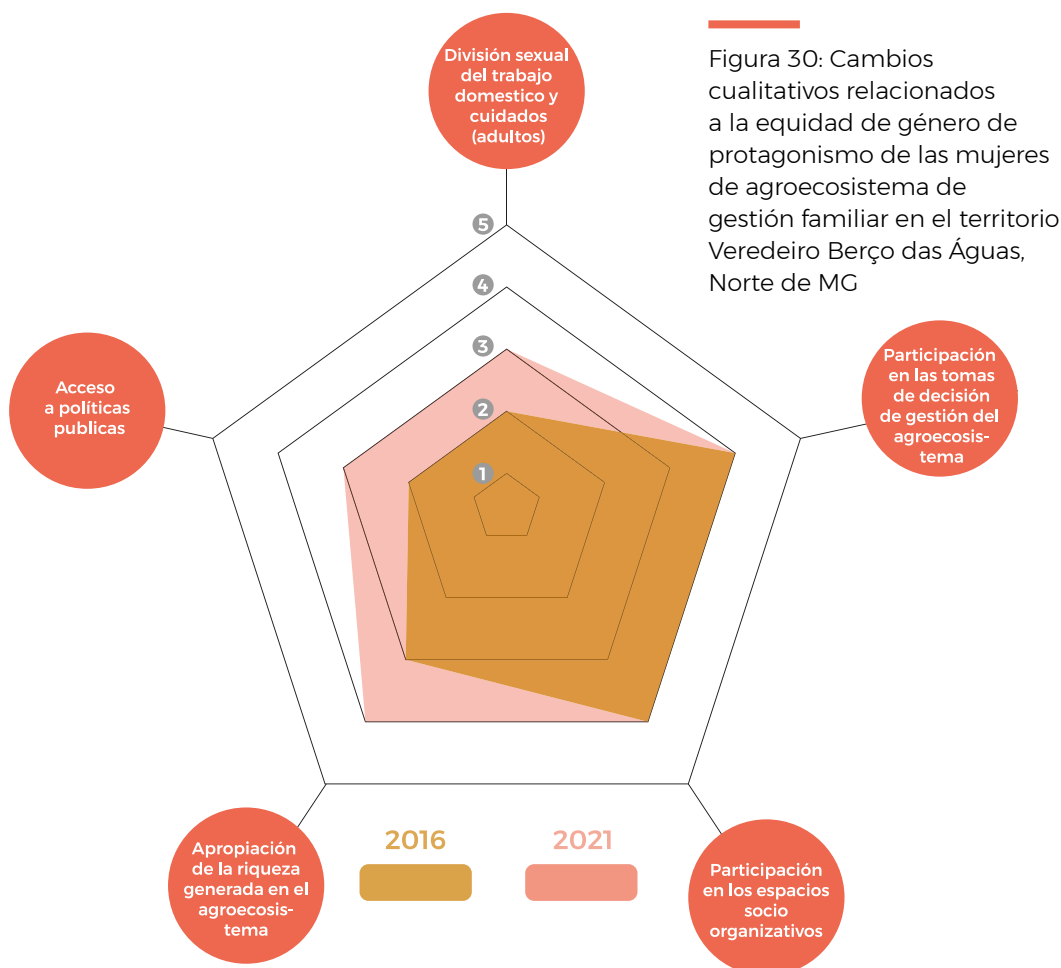 División sexual
del trabajo
domestico y
cuidados
(adultos)
Figura 30: Cambios
cualitativos relacionados
a la equidad de género de
protagonismo de las mujeres
de agroecosistema de
gestión familiar en el territorio
Veredeiro Berço das Águas,
Norte de MG
5
4
3
2
1
Acceso
a políticas
publicas
Participación
en las tomas
de decisión
de gestión del
agroecosis-
tema
Apropiación
de la riqueza
generada en el
agroecosis-
tema
2016
2021
Participación
en los espacios
socio
organizativos